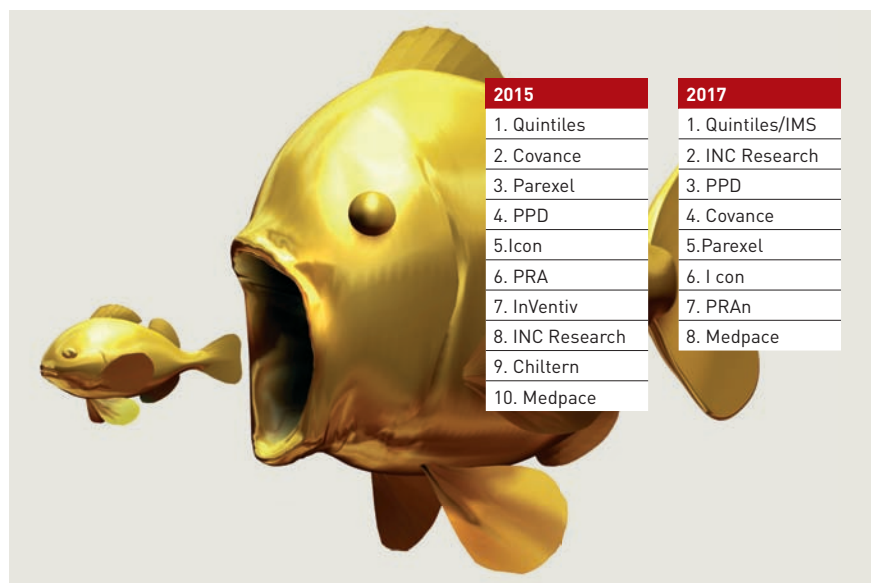 2015
1. Quintiles
2. Covance
3. Parexel
4. PPD
5.Icon
6. PRA
7. InVentiv
8. INC Research
9. Chiltern
10. Medpace
2017
1. Quintiles/IMS
2. INC Research
3. PPD
4. Covance
5.Parexel
6. I con
7. PRAn
8. Medpace